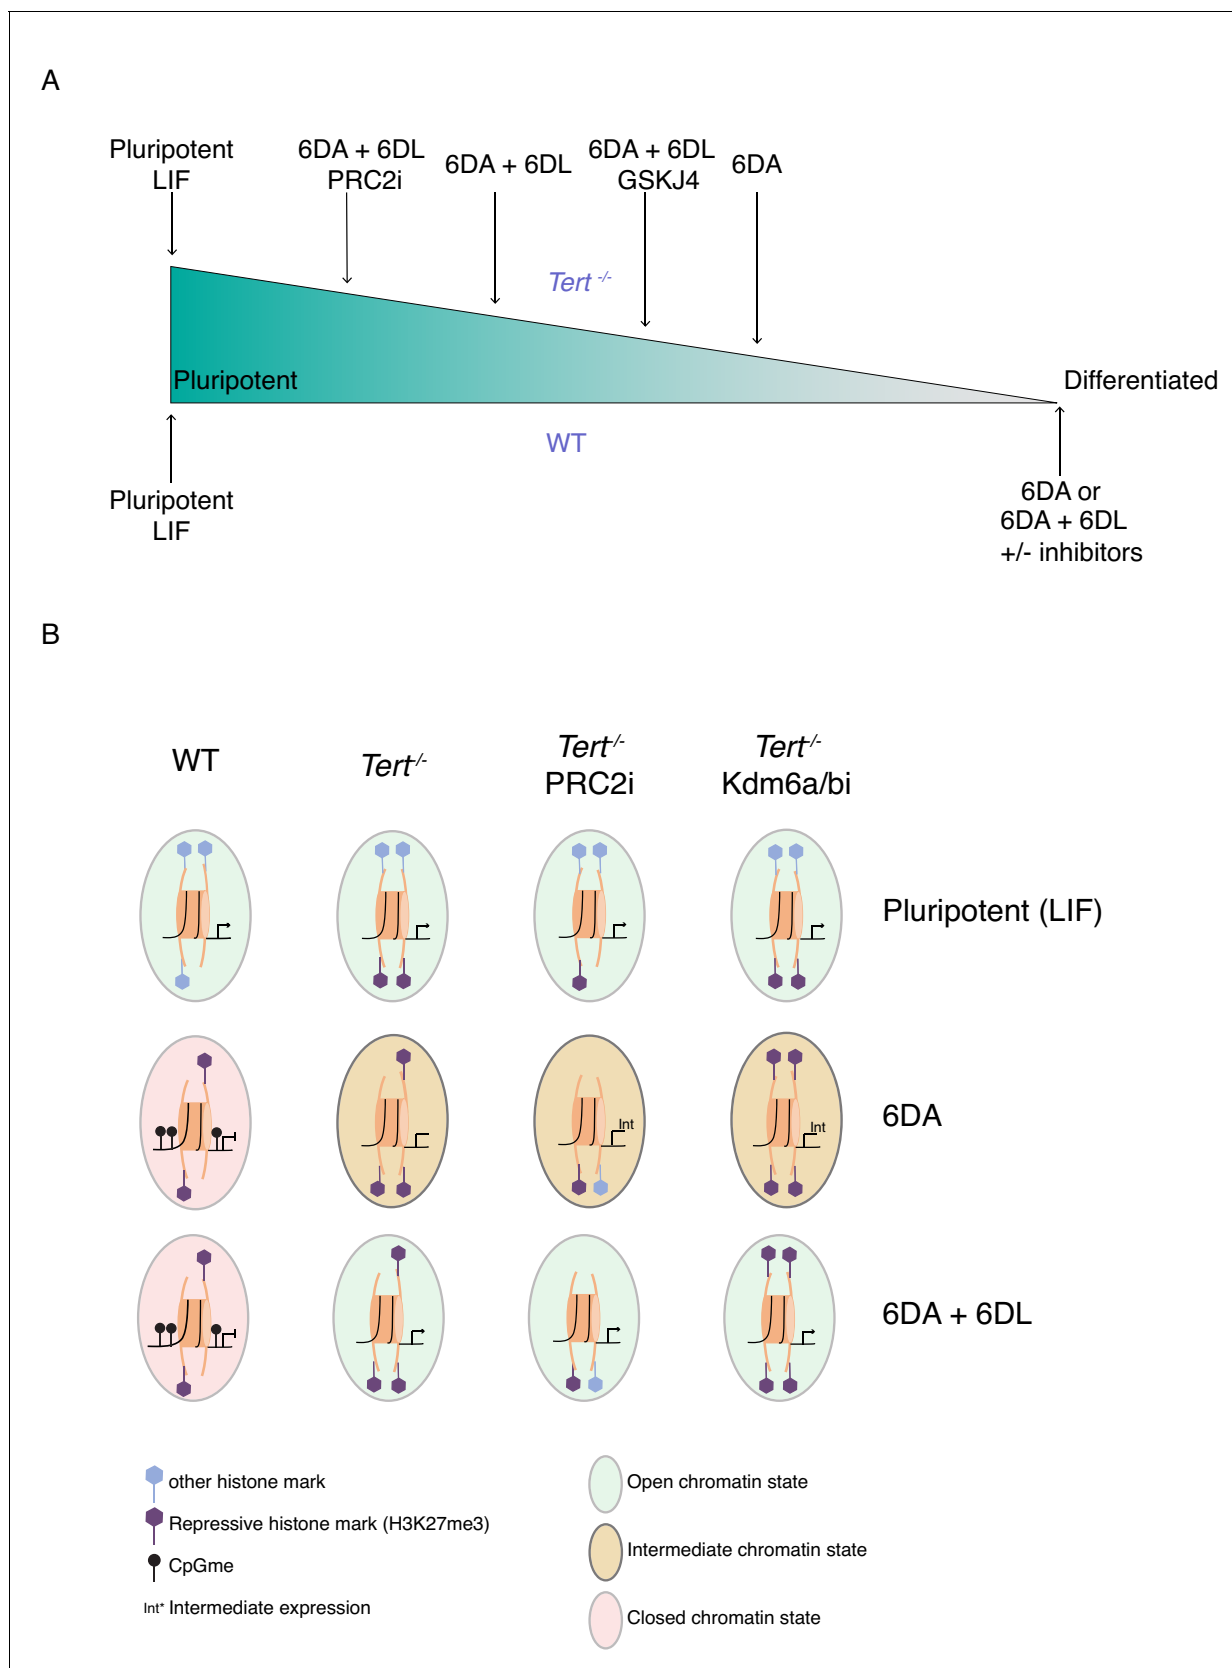 A
Pluripotent
LIF
6DA + 6DL
PRC2i
6DA + 6DL
6DA + 6DL
GSKJ4
6DA
Tert -/-
Pluripotent
Differentiated
WT
Pluripotent
LIF
6DA or
6DA + 6DL
+/- inhibitors
B
WT
Tert-/-
Tert-/-
PRC2i
Tert-/-
Kdm6a/bi
Pluripotent (LIF)
Int
Int
6DA
6DA + 6DL
other histone mark
Repressive histone mark (H3K27me3)
CpGme
Int* Intermediate expression
Open chromatin state
Intermediate chromatin state
Closed chromatin state